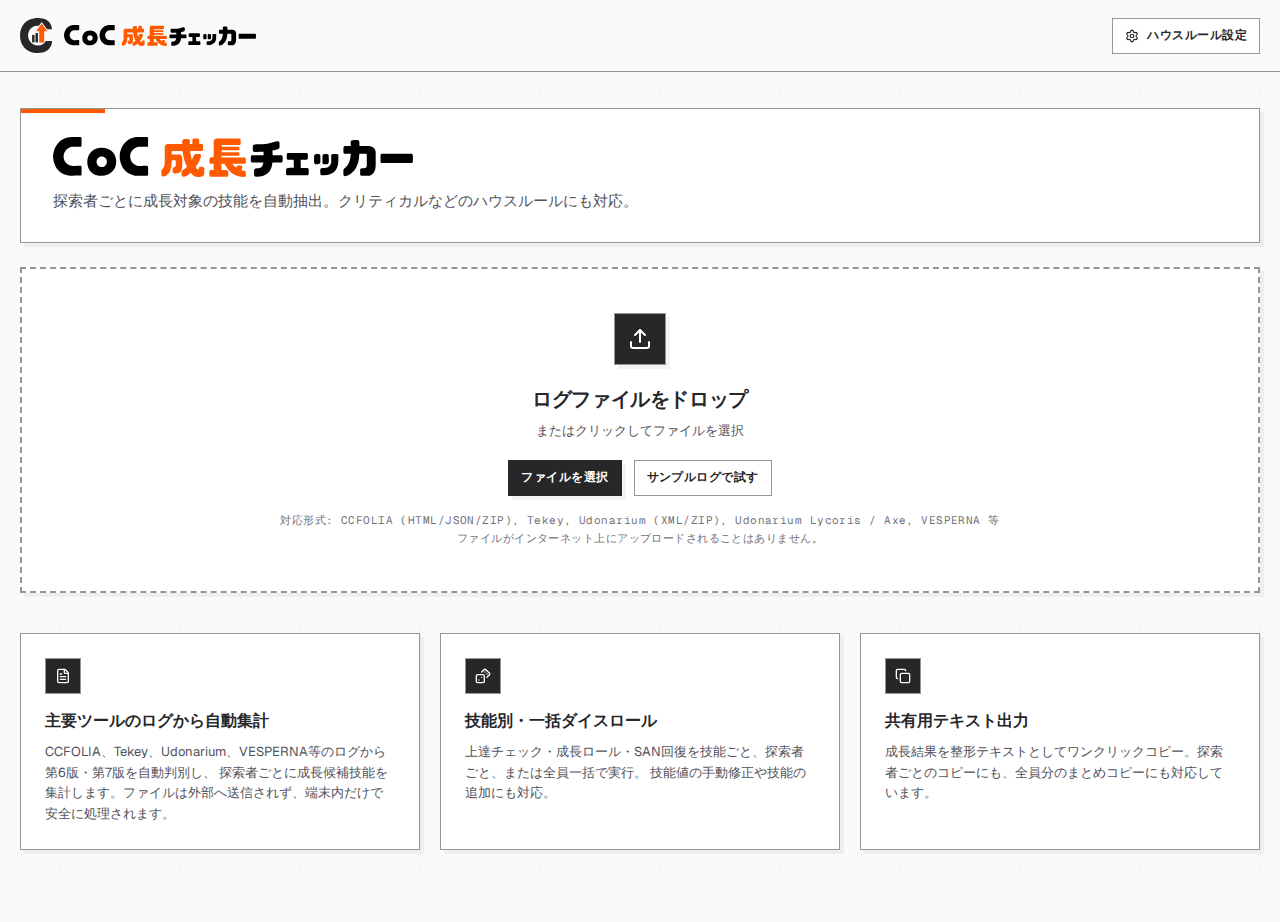 CoC 成長チェッカー
ハウスルール設定
CoC 成長チェッカー
探索者ごとに成長対象の技能を自動抽出。クリティカルなどのハウスルールにも対応。
ログファイルをドロップ
またはクリックしてファイルを選択
ファイルを選択
サンプルログで試す
対応形式: CCFOLIA (HTML/JSON/ZIP), Tekey, Udonarium (XML/ZIP), Udonarium Lycoris / Axe, VESPERNA 等
ファイルがインターネット上にアップロードされることはありません。
主要ツールのログから自動集計
CCFOLIA、Tekey、Udonarium、VESPERNA等のログから
第6版・第7版を自動判別し、 探索者ごとに成長候補技能を
集計します。ファイルは外部へ送信されず、端末内だけで
安全に処理されます。
技能別・一括ダイスロール
上達チェック・成長ロール・SAN回復を技能ごと、探索者
ごと、または全員一括で実行。 技能値の手動修正や技能の
追加にも対応。
共有用テキスト出力
成長結果を整形テキストとしてワンクリックコピー。探索
者ごとのコピーにも、全員分のまとめコピーにも対応して
います。